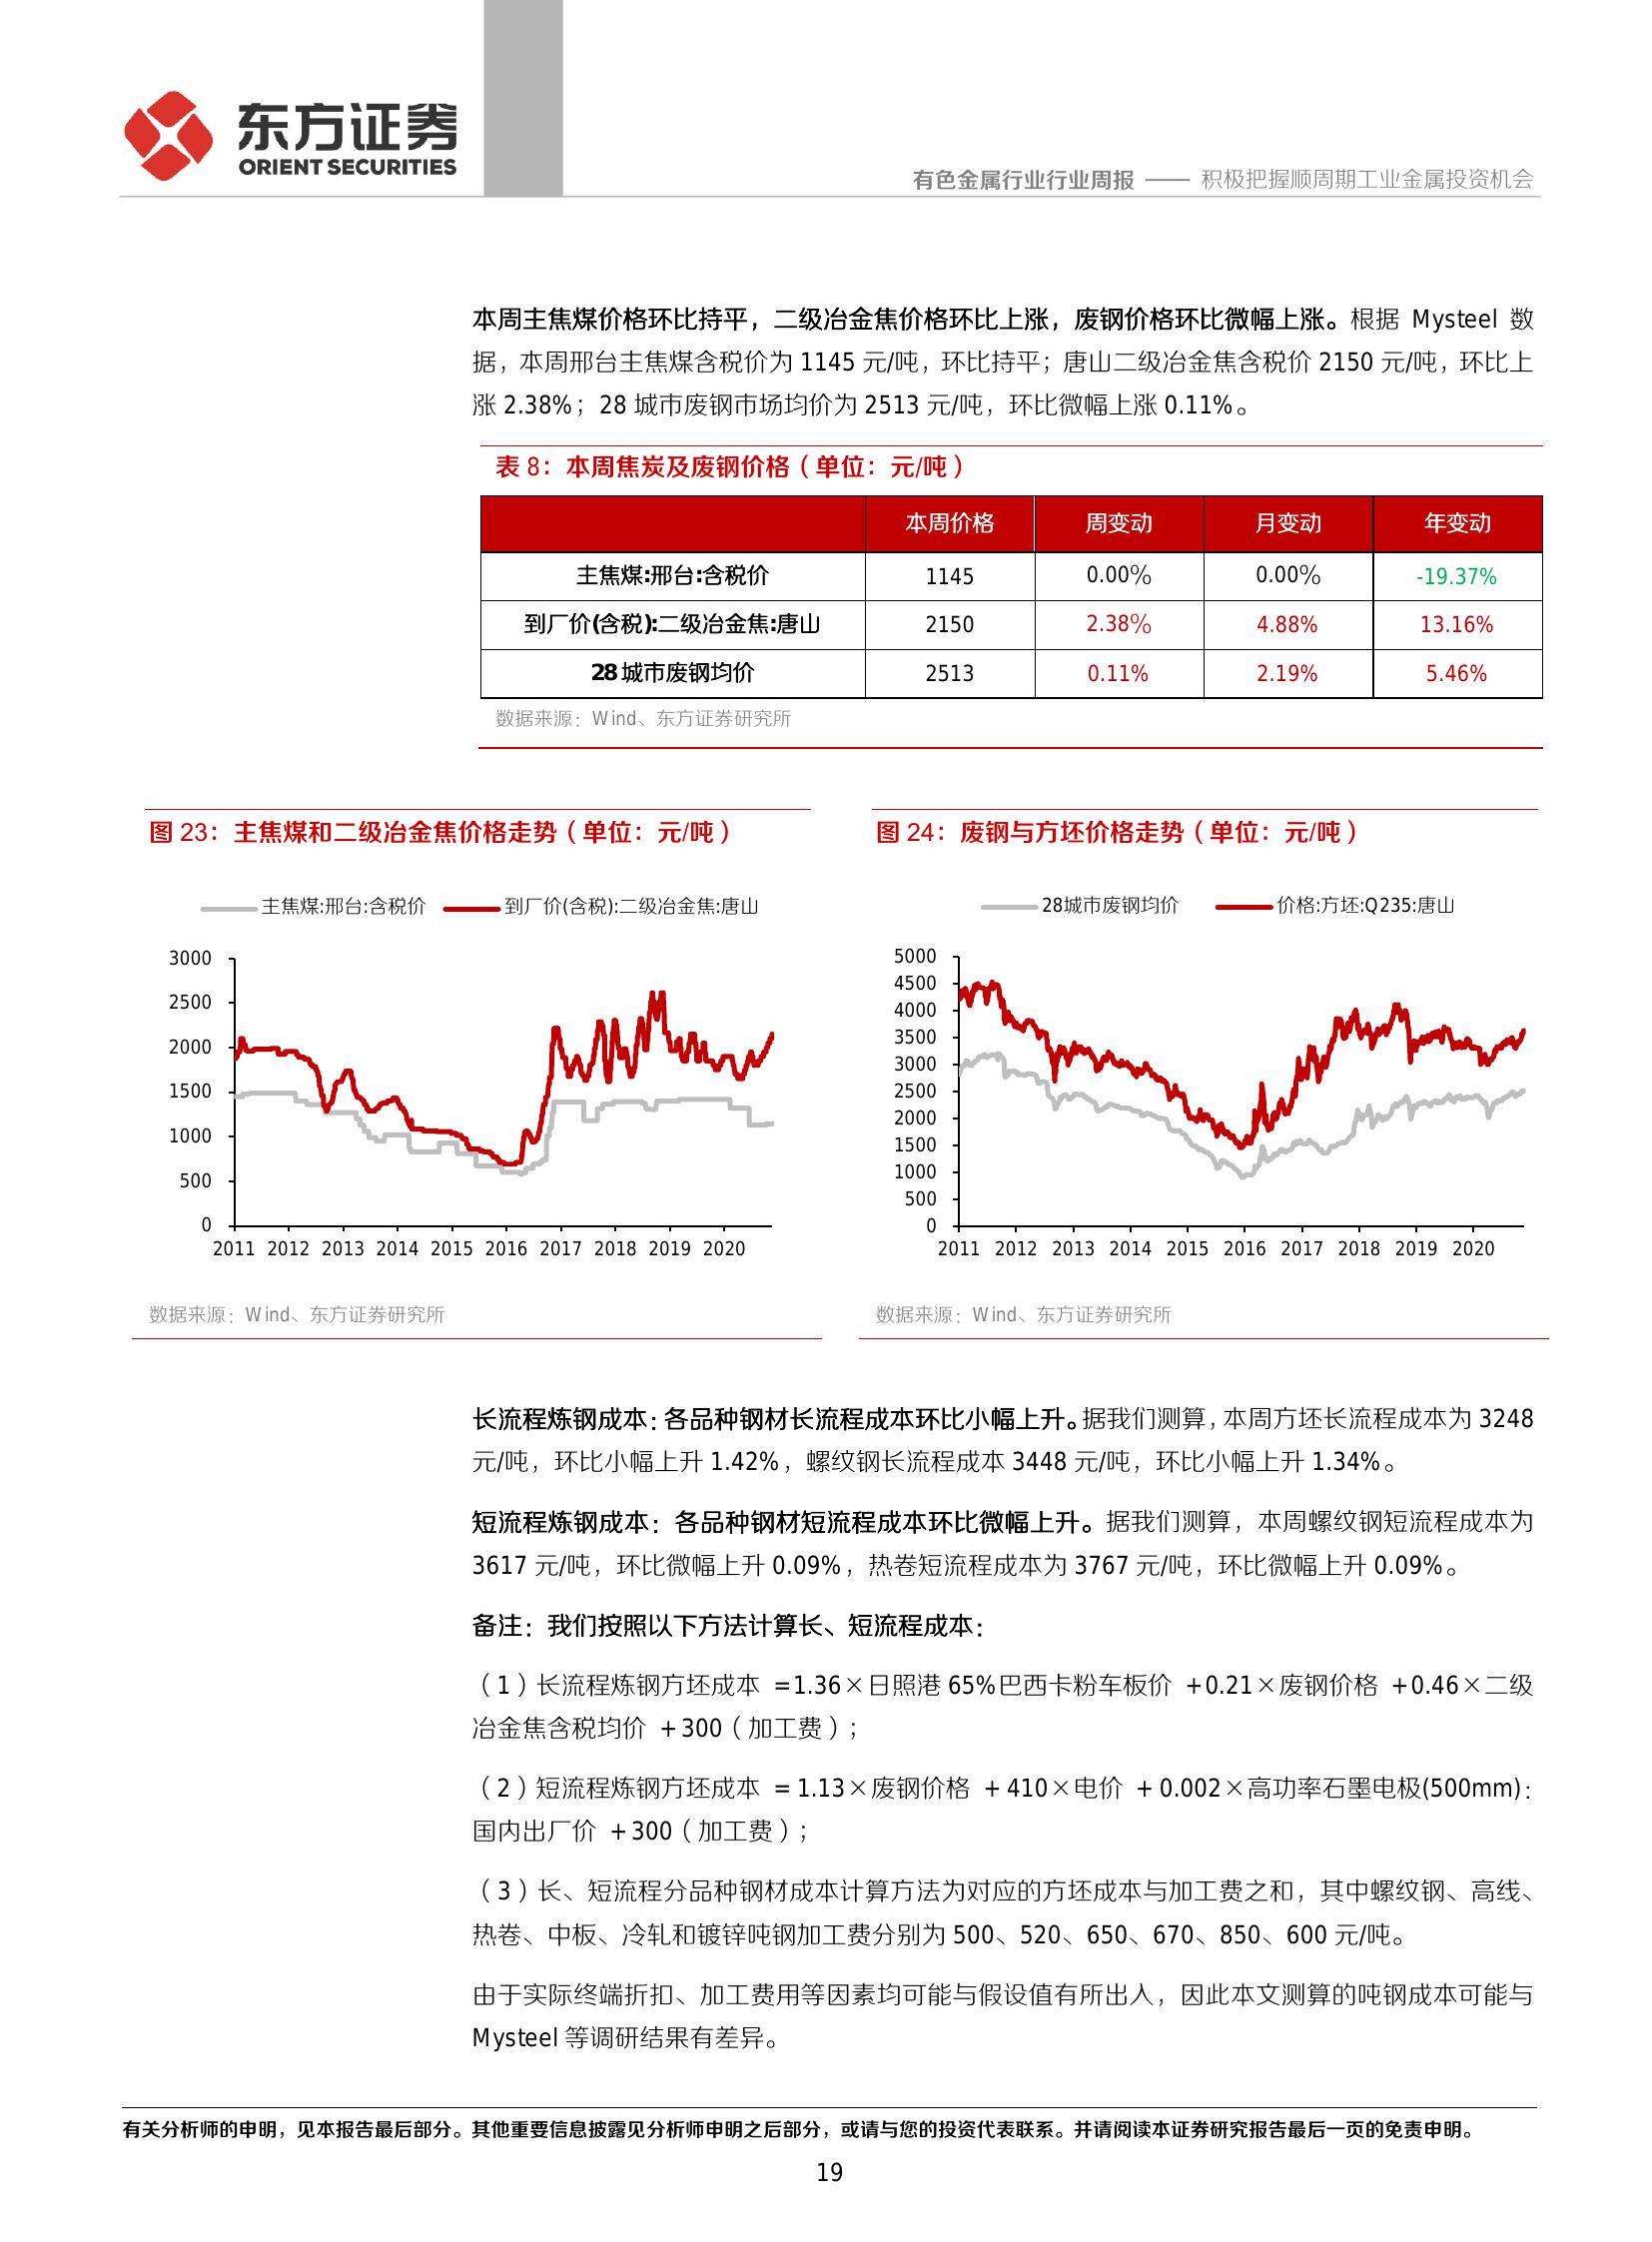 东方证券
ORIENT SECURITIES
有色金属行业行业周报 —— 积极把握顺周期工业金属投资机会
本周主焦煤价格环比持平，二级冶金焦价格环比上涨，废钢价格环比微幅上涨。根据 Mysteel 数
据，本周邢台主焦煤含税价为 1145 元/吨，环比持平；唐山二级冶金焦含税价 2150 元/吨，环比上
涨 2.38%；28 城市废钢市场均价为 2513 元/吨，环比微幅上涨 0.11%。
表 8：本周焦炭及废钢价格（单位：元/吨）
本周价格 周变动 月变动 年变动
主焦煤:邢台:含税价 1145 0.00% 0.00% -19.37%
到厂价(含税):二级冶金焦:唐山 2150 2.38% 4.88% 13.16%
28 城市废钢均价 2513 0.11% 2.19% 5.46%
数据来源：Wind、东方证券研究所
图 23：主焦煤和二级冶金焦价格走势（单位：元/吨）
主焦煤:邢台:含税价 到厂价(含税):二级冶金焦:唐山
3000
2500
2000
1500
1000
500
0
2011 2012 2013 2014 2015 2016 2017 2018 2019 2020
数据来源：Wind、东方证券研究所
图 24：废钢与方坯价格走势（单位：元/吨）
28城市废钢均价 价格:方坯:Q235:唐山
5000
4500
4000
3500
3000
2500
2000
1500
1000
500
0
2011 2012 2013 2014 2015 2016 2017 2018 2019 2020
数据来源：Wind、东方证券研究所
长流程炼钢成本：各品种钢材长流程成本环比小幅上升。据我们测算，本周方坯长流程成本为 3248
元/吨，环比小幅上升 1.42%，螺纹钢长流程成本 3448 元/吨，环比小幅上升 1.34%。
短流程炼钢成本：各品种钢材短流程成本环比微幅上升。据我们测算，本周螺纹钢短流程成本为
3617 元/吨，环比微幅上升 0.09%，热卷短流程成本为 3767 元/吨，环比微幅上升 0.09%。
备注：我们按照以下方法计算长、短流程成本：
（1）长流程炼钢方坯成本 =1.36×日照港 65%巴西卡粉车板价 +0.21×废钢价格 +0.46×二级
冶金焦含税均价 +300（加工费）；
（2）短流程炼钢方坯成本 =1.13×废钢价格 +410×电价 +0.002×高功率石墨电极(500mm)：
国内出厂价 +300（加工费）；
（3）长、短流程分品种钢材成本计算方法为对应的方坯成本与加工费之和，其中螺纹钢、高线、
热卷、中板、冷轧和镀锌吨钢加工费分别为 500、520、650、670、850、600 元/吨。
由于实际终端折扣、加工费用等因素均可能与假设值有所出入，因此本文测算的吨钢成本可能与
Mysteel 等调研结果有差异。
有关分析师的申明，见本报告最后部分。其他重要信息披露见分析师申明之后部分，或请与您的投资代表联系。并请阅读本证券研究报告最后一页的免责申明。
19